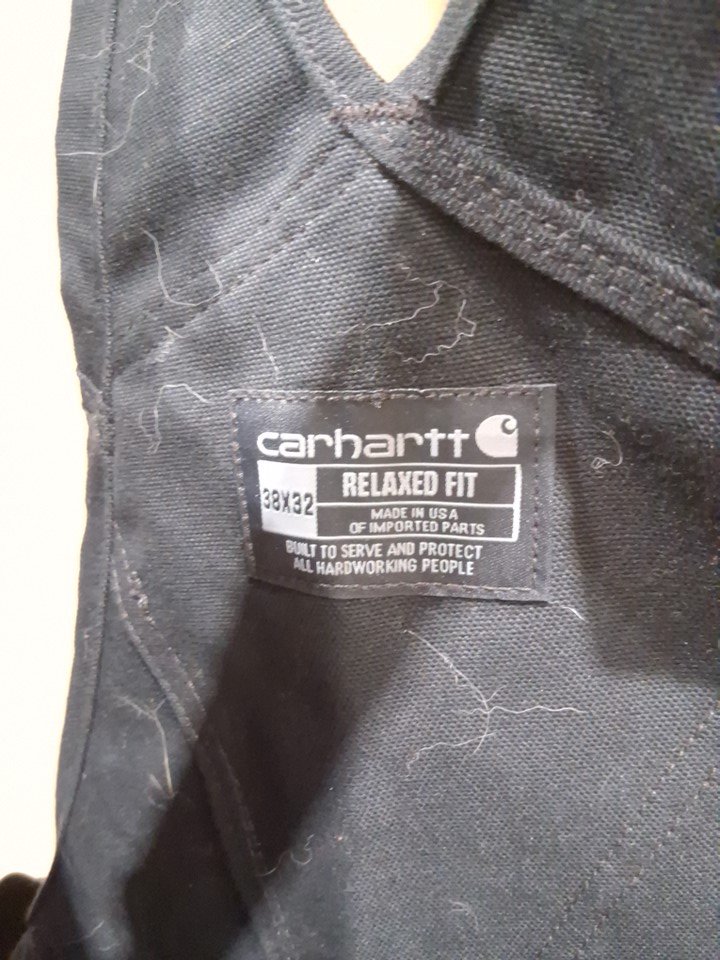 carhartt
38X32
RELAXED FIT
MADE IN USA
OF IMPORTED PARTS
BUILT TO SERVE AND PROTECT
ALL HARDWORKING PEOPLE